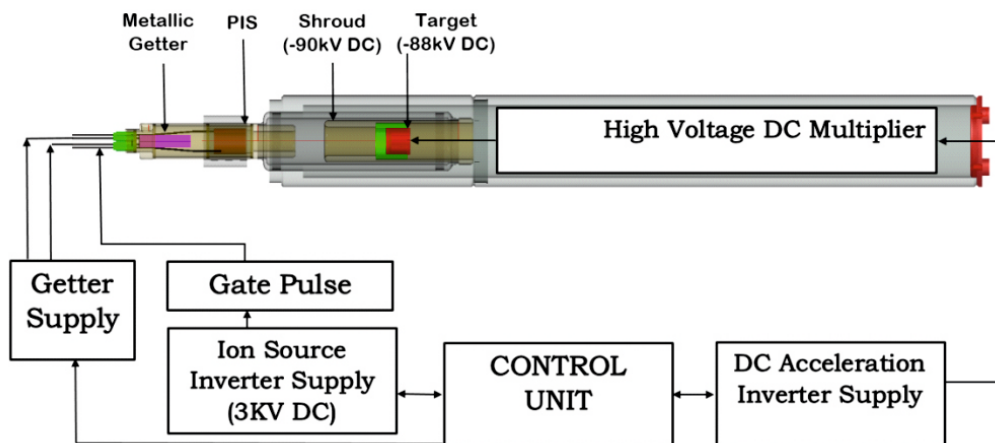 Metallic
Getter
PIS
Shroud
(-90kV DC)
Target
(-88kV DC)
High Voltage DC Multiplier
Getter
Supply
Gate Pulse
Ion Source
Inverter Supply
(3KV DC)
CONTROL
UNIT
DC Acceleration
Inverter Supply